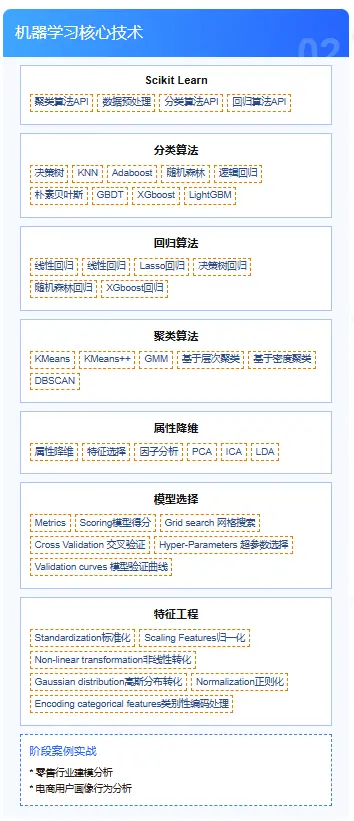 机器学习核心技术
02
Scikit Learn
聚类算法API 数据预处理 分类算法API 回归算法API
分类算法
决策树 KNN Adaboost 随机森林 逻辑回归
朴素贝叶斯 GBDT XGboost LightGBM
回归算法
线性回归 线性回归 Lasso回归 决策树回归
随机森林回归 XGboost回归
聚类算法
KMeans KMeans++ GMM 基于层次聚类 基于密度聚类
DBSCAN
属性降维
属性降维 特征选择 因子分析 PCA ICA LDA
模型选择
Metrics Scoring模型得分 Grid search 网格搜索
Cross Validation 交叉验证 Hyper-Parameters 超参数选择
Validation curves 模型验证曲线
特征工程
Standardization标准化 Scaling Features归一化
Non-linear transformation非线性转化
Gaussian distribution高斯分布转化 Normalization正则化
Encoding categorical features类别性编码处理
阶段案例实战
* 零售行业建模分析
* 电商用户画像行为分析